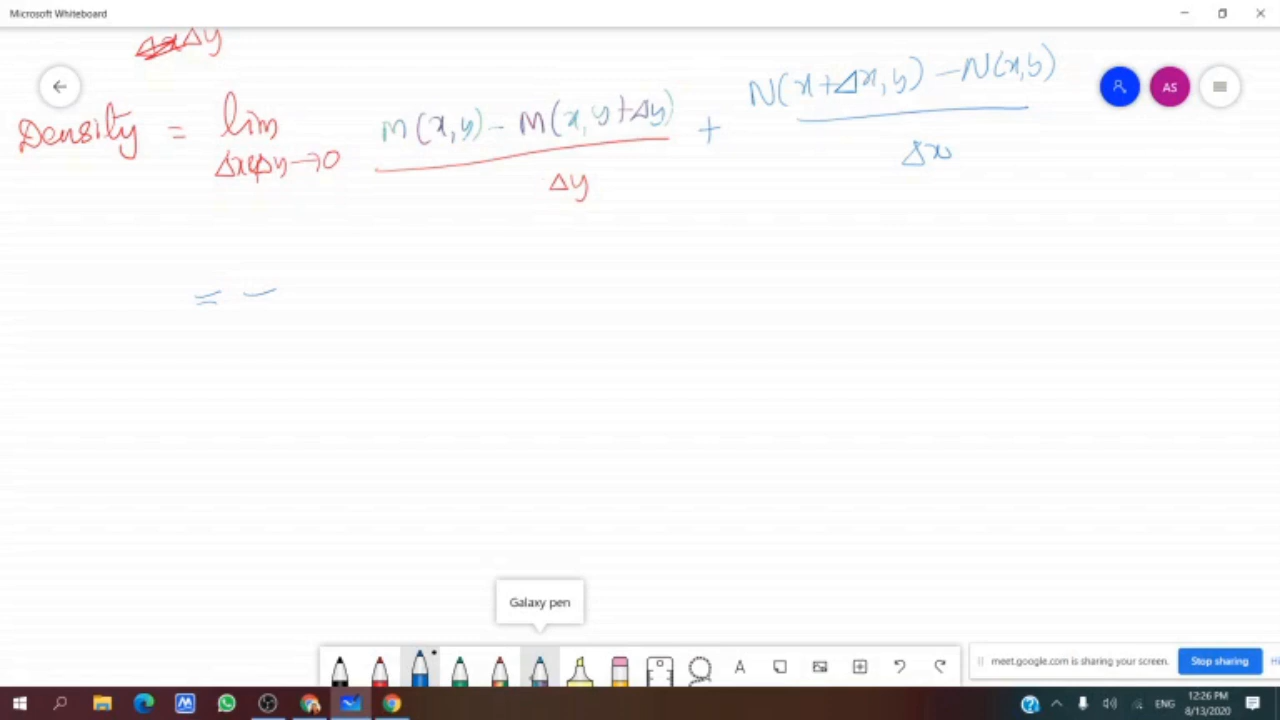 Microsoft Whiteboard
Δy
AS
N(x+Δx,y) - N(x,y)
M(x,y) - M(x,y+Δy)
Density = lim +
Δx&Δy→0
Δy
Δx
= -
Galaxy pen
A
meet.google.com is sharing your screen.
Stop sharing
Hi
ENG
12:26 PM
8/13/2020